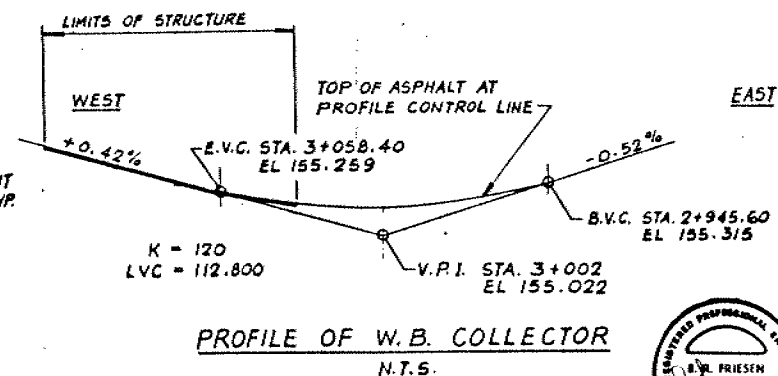 LIMITS OF STRUCTURE
WEST
TOP OF ASPHALT AT
PROFILE CONTROL LINE
EAST
+0.42%
E.V.C. STA. 3+058.40
EL 155.259
-0.52%
B.V.C. STA. 2+945.60
EL 155.315
K = 120
LVC = 112.800
V.P.I. STA. 3+002
EL 155.022
PROFILE OF W.B. COLLECTOR
N.T.S.
FRIESEN